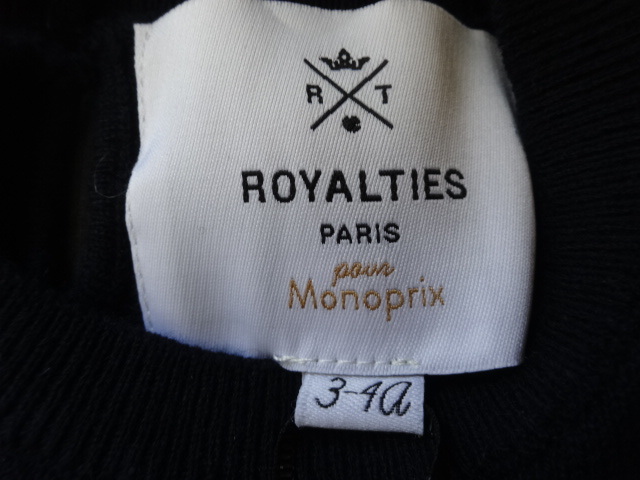 R T
ROYALTIES
PARIS
pour
Monoprix
3-4a